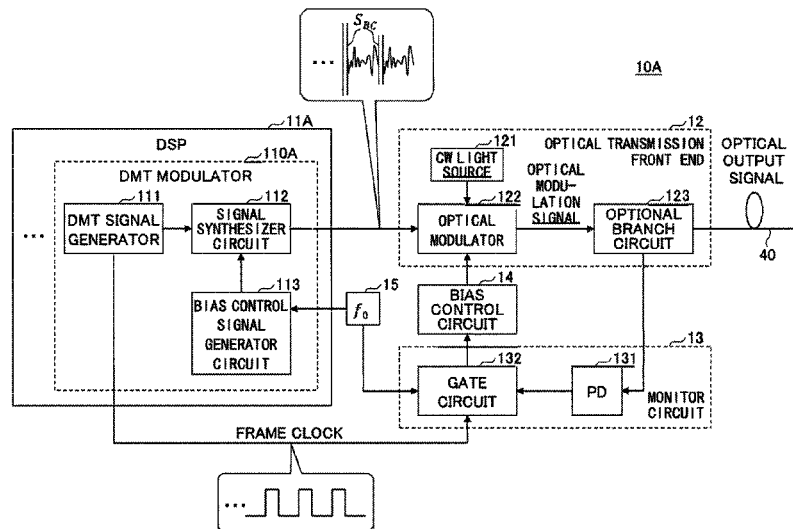 S_BC
...
10A
11A
DSP
110A
DMT MODULATOR
111
DMT SIGNAL
GENERATOR
112
SIGNAL
SYNTHESIZER
CIRCUIT
...
113
BIAS CONTROL
SIGNAL
GENERATOR
CIRCUIT
15
f₀
12
OPTICAL TRANSMISSION
FRONT END
121
CW LIGHT
SOURCE
122
OPTICAL
MODULATOR
OPTICAL
MODU-
LATION
SIGNAL
123
OPTIONAL
BRANCH
CIRCUIT
OPTICAL
OUTPUT
SIGNAL
40
14
BIAS
CONTROL
CIRCUIT
13
132
GATE
CIRCUIT
131
PD
MONITOR
CIRCUIT
FRAME CLOCK
...